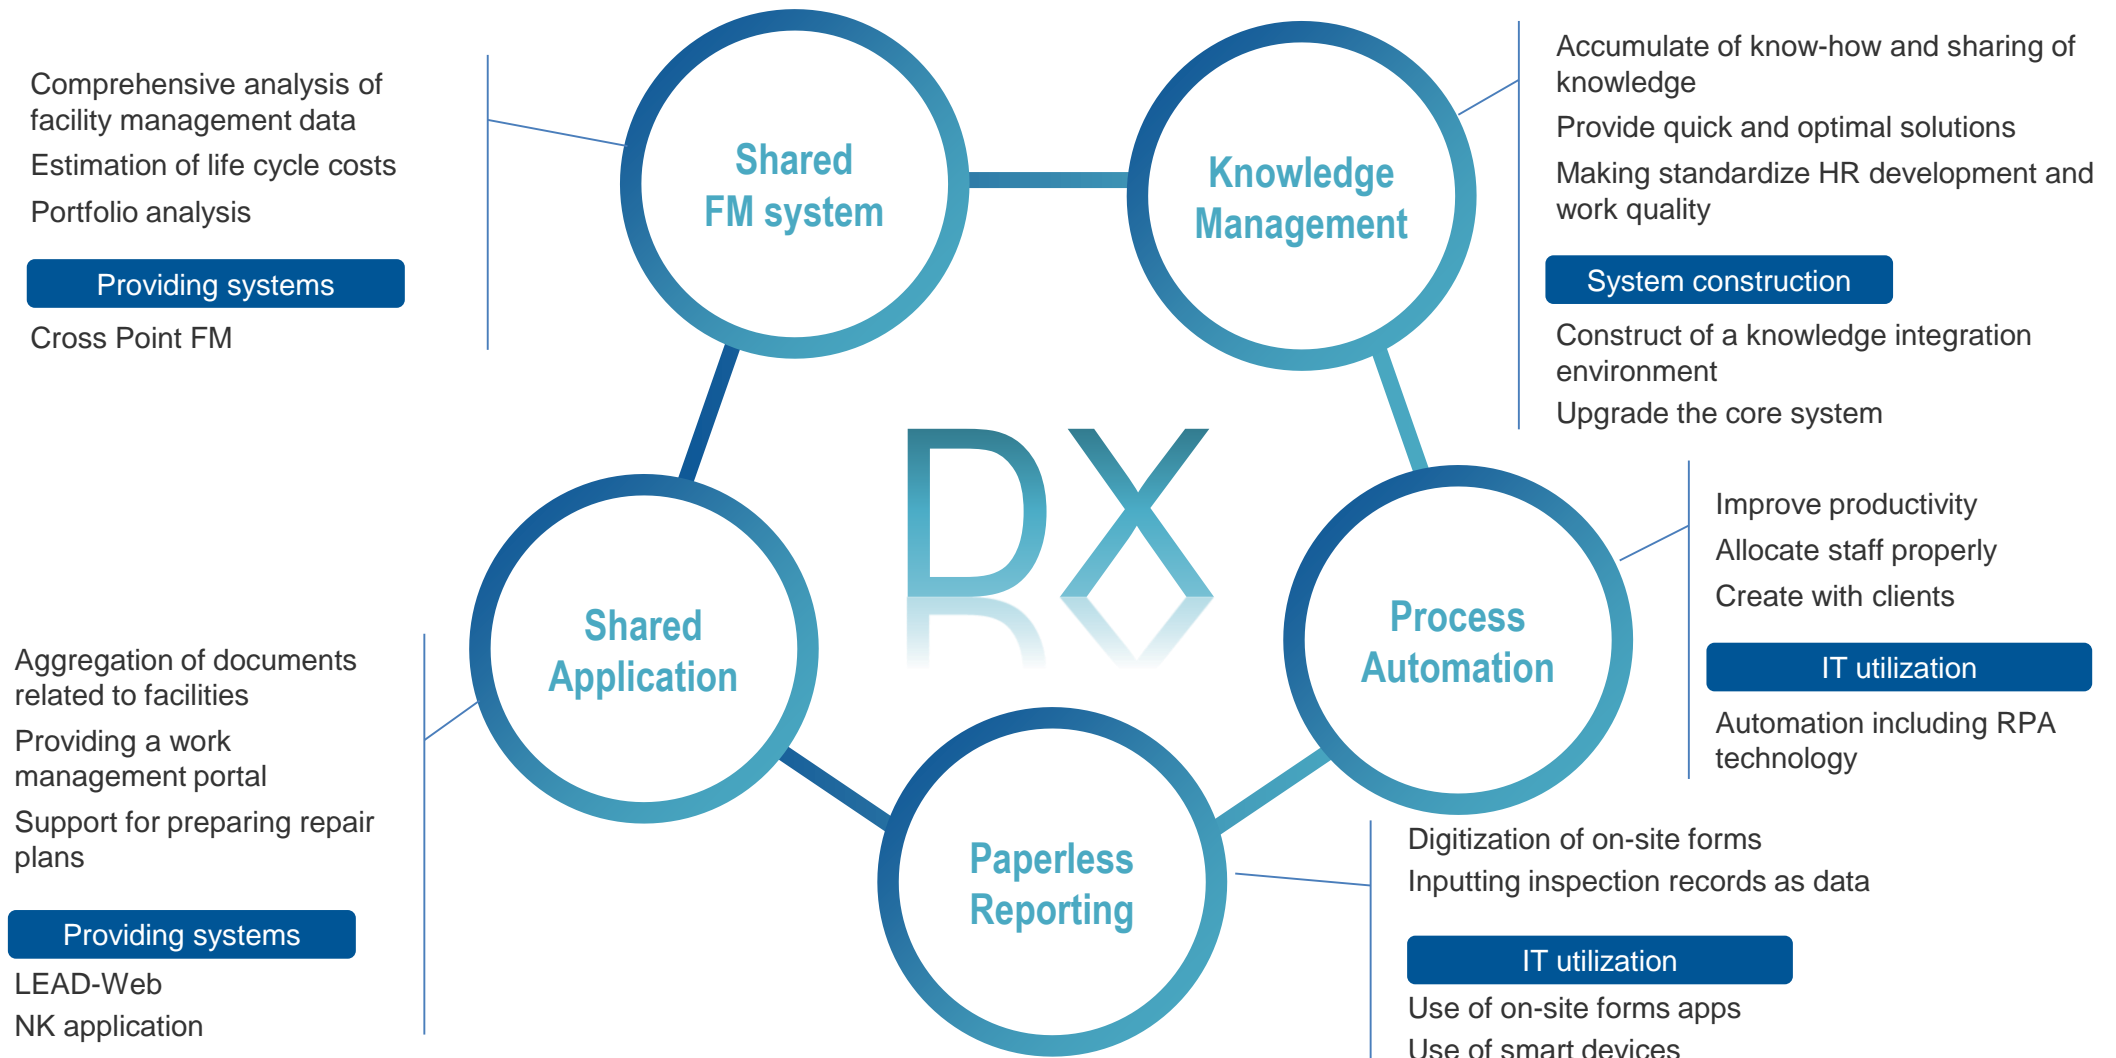 Comprehensive analysis of
facility management data
Estimation of life cycle costs
Portfolio analysis
Providing systems
Cross Point FM
Shared
FM system
Knowledge
Management
Accumulate of know-how and sharing of
knowledge
Provide quick and optimal solutions
Making standardize HR development and
work quality
System construction
Construct of a knowledge integration
environment
Upgrade the core system
DX
Shared
Application
Aggregation of documents
related to facilities
Providing a work
management portal
Support for preparing repair
plans
Providing systems
LEAD-Web
NK application
Process
Automation
Improve productivity
Allocate staff properly
Create with clients
IT utilization
Automation including RPA
technology
Paperless
Reporting
Digitization of on-site forms
Inputting inspection records as data
IT utilization
Use of on-site forms apps
Use of smart devices